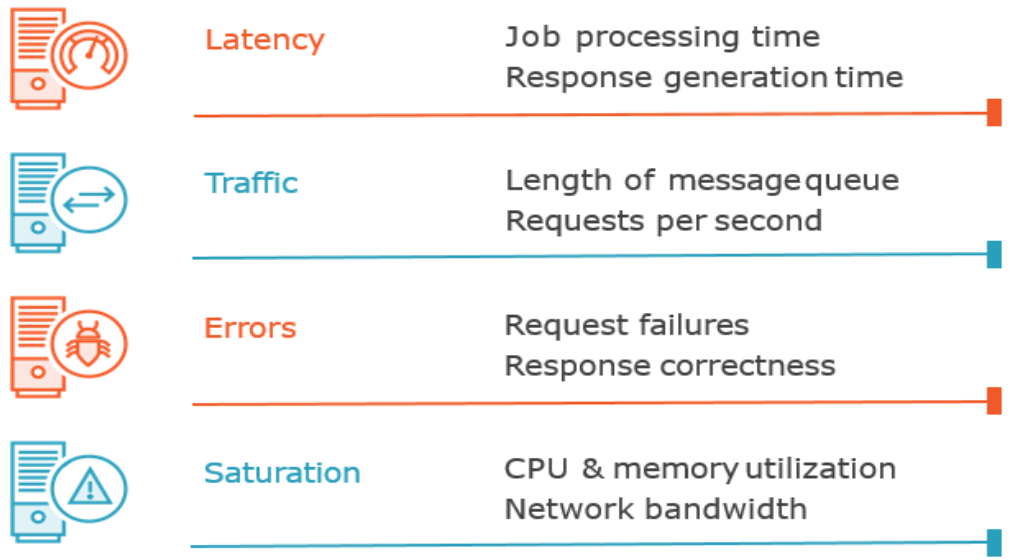 Latency
Job processing time
Response generation time
Traffic
Length of message queue
Requests per second
Errors
Request failures
Response correctness
Saturation
CPU & memory utilization
Network bandwidth